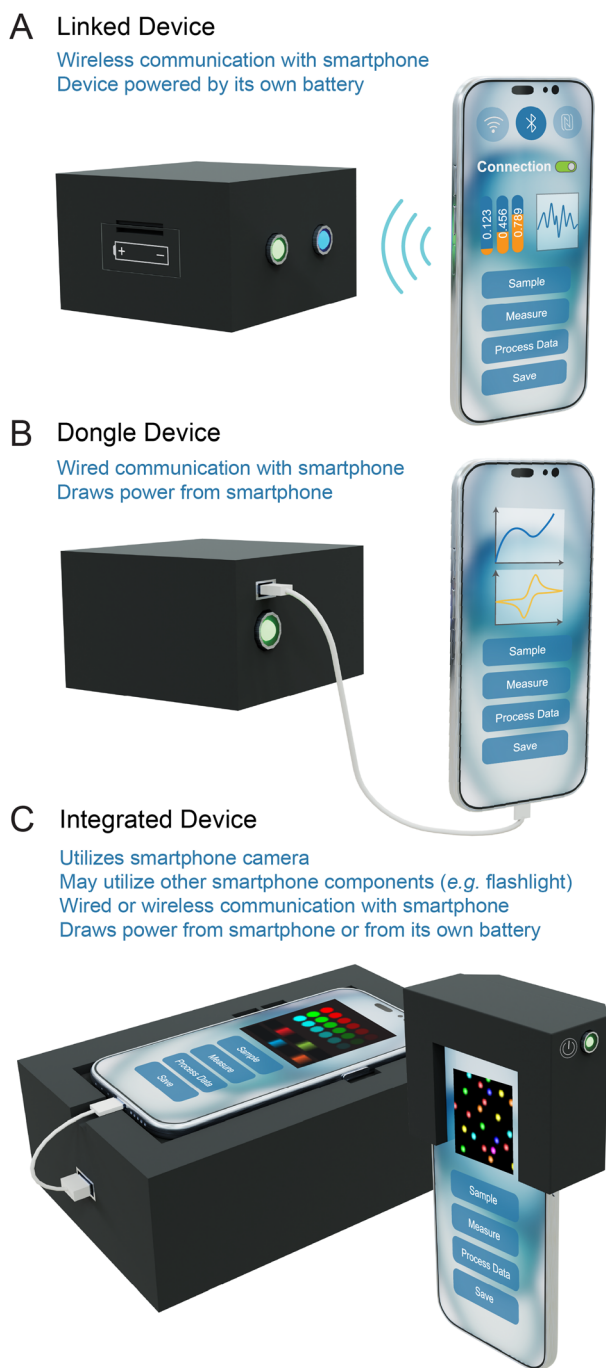 A Linked Device
Wireless communication with smartphone
Device powered by its own battery
Connection
0.123
0.456
0.789
Sample
Measure
Process Data
Save
+ −
B Dongle Device
Wired communication with smartphone
Draws power from smartphone
Sample
Measure
Process Data
Save
C Integrated Device
Utilizes smartphone camera
May utilize other smartphone components (e.g. flashlight)
Wired or wireless communication with smartphone
Draws power from smartphone or from its own battery
Sample
Measure
Process Data
Save
Sample
Measure
Process Data
Save